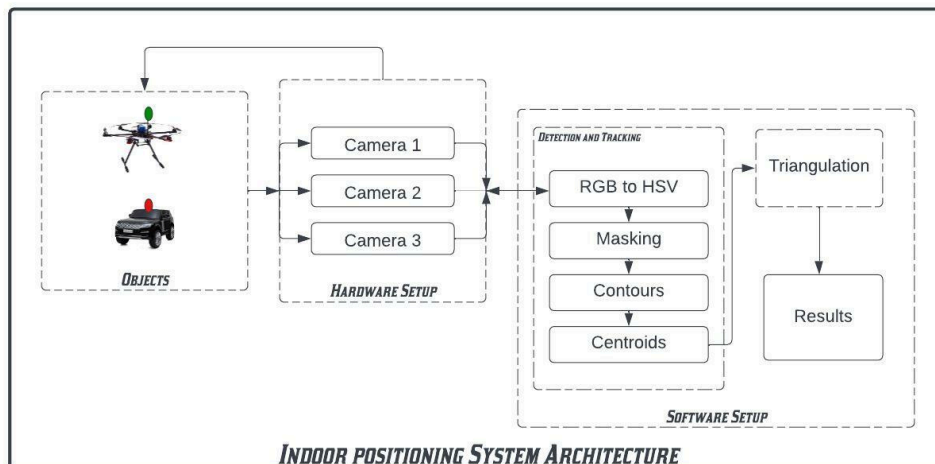 Camera 1
Camera 2
Camera 3
OBJECTS
HARDWARE SETUP
DETECTION AND TRACKING
RGB to HSV
Masking
Contours
Centroids
Triangulation
Results
SOFTWARE SETUP
INDOOR POSITIONING SYSTEM ARCHITECTURE